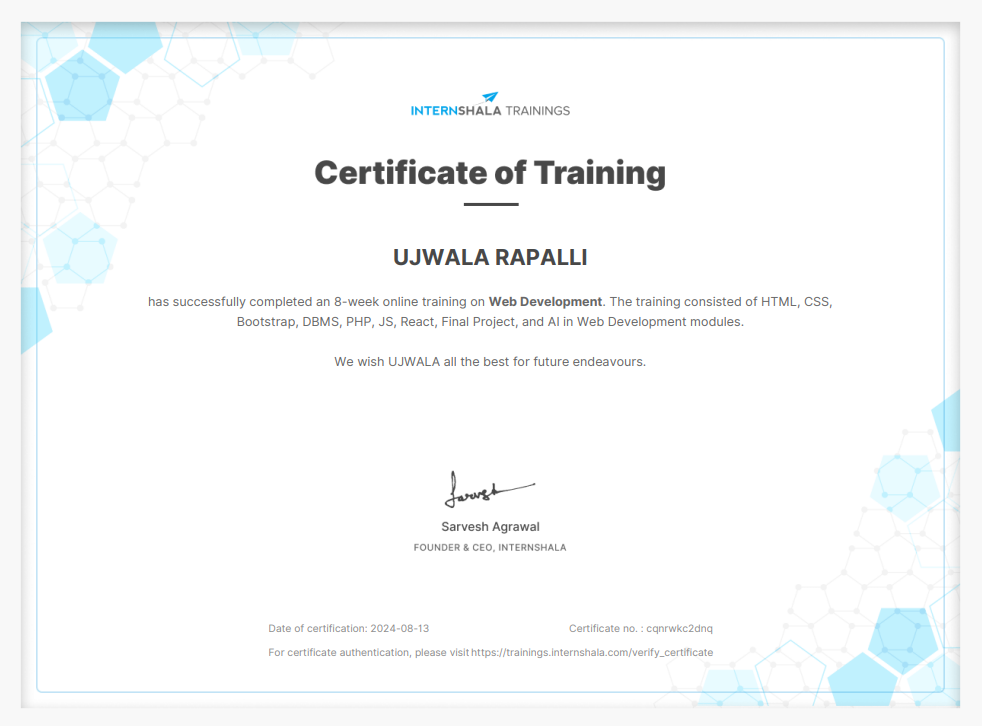 INTERNSHALA TRAININGS
Certificate of Training
UJWALA RAPALLI
has successfully completed an 8-week online training on Web Development. The training consisted of HTML, CSS,
Bootstrap, DBMS, PHP, JS, React, Final Project, and AI in Web Development modules.
We wish UJWALA all the best for future endeavours.
Sarvesh
Sarvesh Agrawal
FOUNDER & CEO, INTERNSHALA
Date of certification: 2024-08-13 Certificate no. : cqnrwkc2dnq
For certificate authentication, please visit https://trainings.internshala.com/verify_certificate